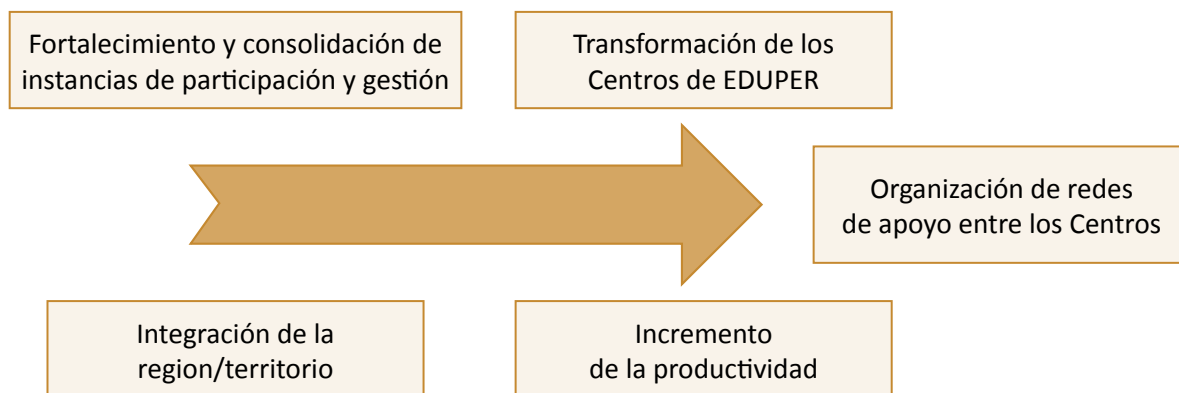 Fortalecimiento y consolidación de
instancias de participación y gestión
Transformación de los
Centros de EDUPER
Organización de redes
de apoyo entre los Centros
Integración de la
region/territorio
Incremento
de la productividad